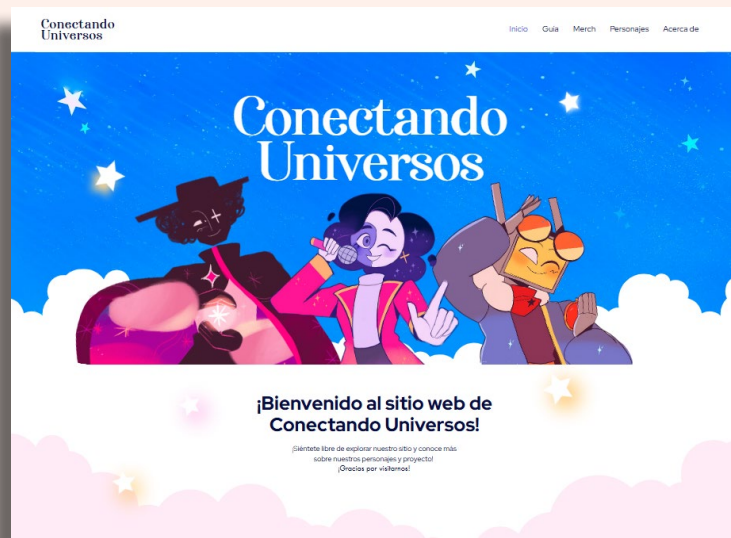 Conectando
Universos
Inicio Guía Merch Personajes Acerca de
Conectando
Universos
¡Bienvenido al sitio web de
Conectando Universos!
¡Siéntete libre de explorar nuestro sitio y conoce más
sobre nuestros personajes y proyecto!
¡Gracias por visitarnos!